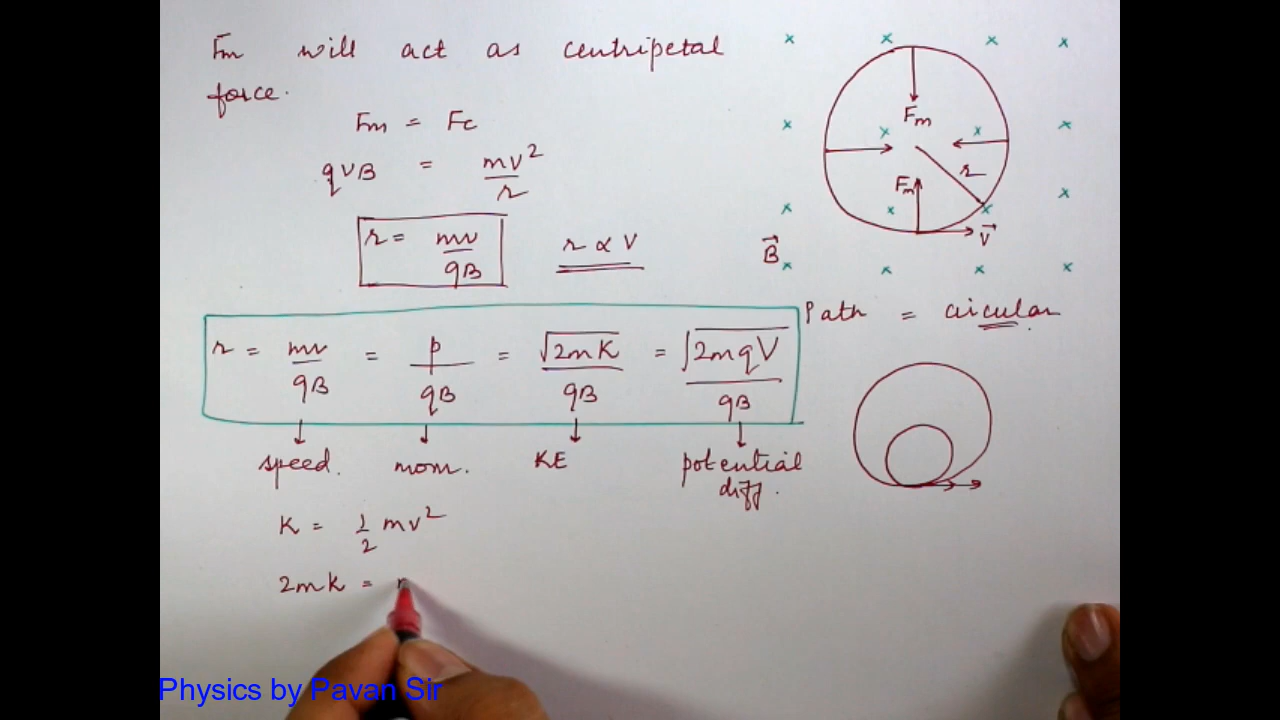 Fm will act as centripetal
force.
Fm = Fc
qvB = mv²/r
r = mv/qB
r ∝ V
Fm
r
Fm
V⃗
B⃗
Path = circular
r = mv/qB = p/qB = √2mK/qB = √2mqV/qB
speed. mom. KE potential
diff.
K = 1/2 mv²
2mK =
Physics by Pavan Sir